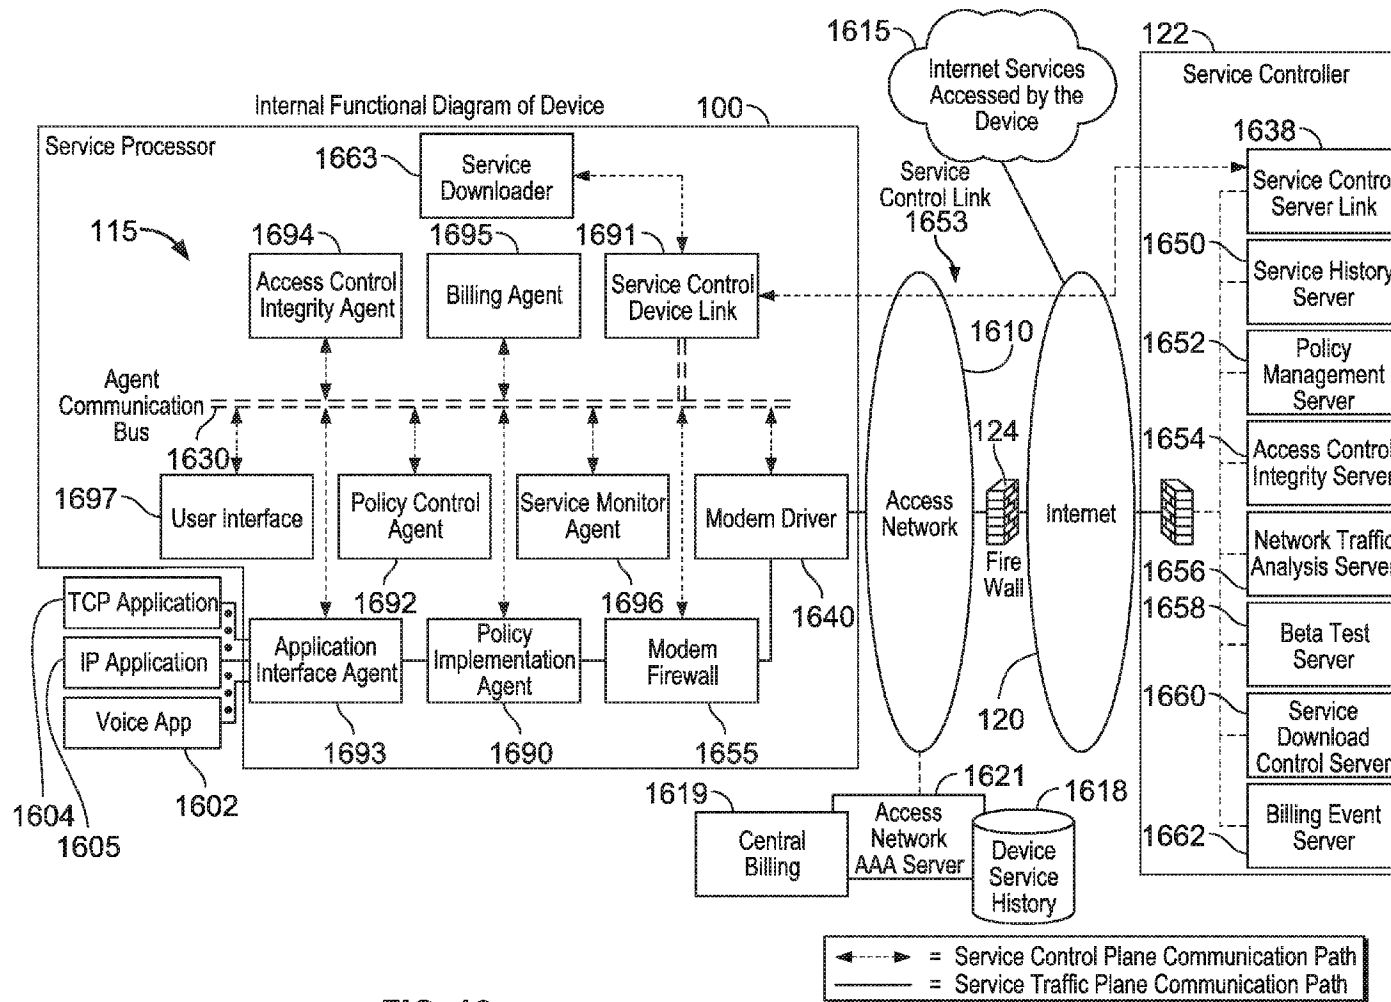 1615
122
Internet Services
Accessed by the
Device
Service Controller
Internal Functional Diagram of Device
100
Service Processor
1663
Service
Downloader
Service
Control Link
1653
1638
Service Control
Server Link
115
1694
Access Control
Integrity Agent
1695
Billing Agent
1691
Service Control
Device Link
1650
Service History
Server
1610
1652
Policy
Management
Server
Agent
Communication
Bus
1630
124
1654
Access Control
Integrity Server
1697
User Interface
Policy Control
Agent
Service Monitor
Agent
Modem Driver
Access
Network
Fire
Wall
Internet
Network Traffic
Analysis Server
1656
1692
1696
1640
TCP Application
IP Application
Voice App
Application
Interface Agent
Policy
Implementation
Agent
Modem
Firewall
1658
Beta Test
Server
120
1660
Service
Download
Control Server
1693
1690
1655
1602
1604
1605
1619
Central
Billing
1621
Access
Network
AAA Server
1618
Device
Service
History
Billing Event
Server
1662
= Service Control Plane Communication Path
= Service Traffic Plane Communication Path